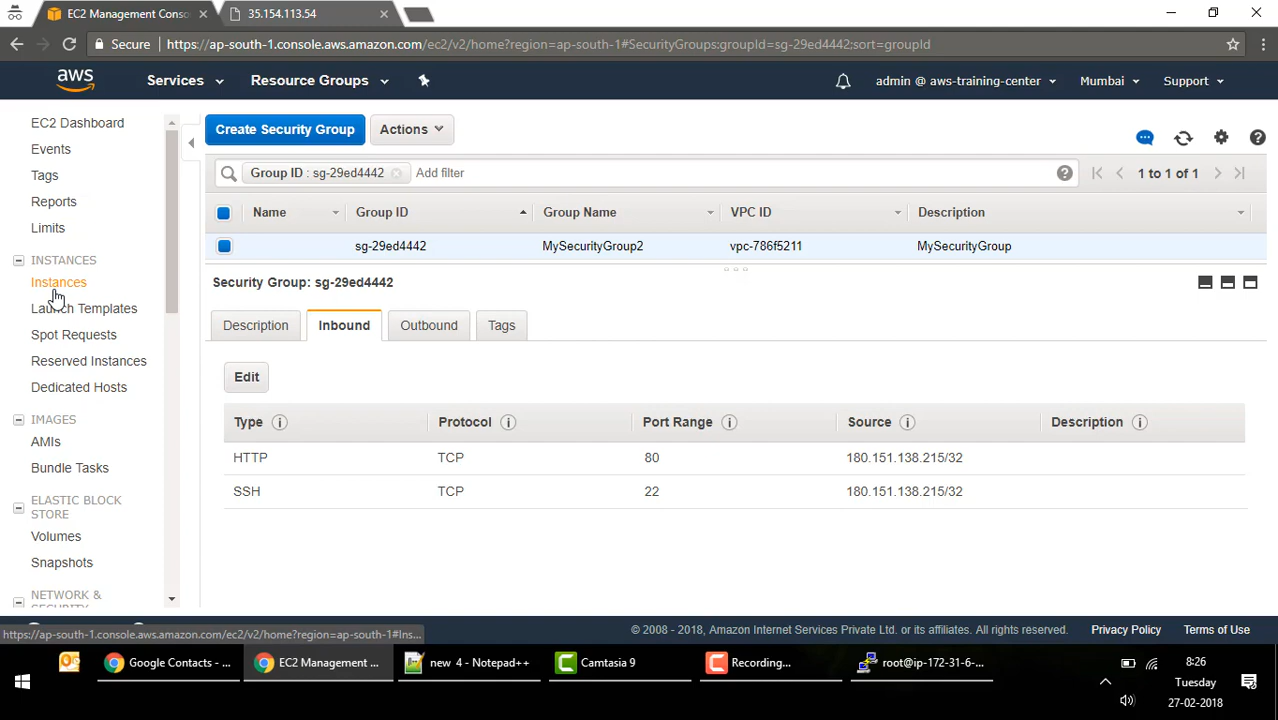 EC2 Management Conso
35.154.113.54
Secure
https://ap-south-1.console.aws.amazon.com/ec2/v2/home?region=ap-south-1#SecurityGroups:groupId=sg-29ed4442;sort=groupId
aws
Services
Resource Groups
admin @ aws-training-center
Mumbai
Support
EC2 Dashboard
Events
Tags
Reports
Limits
INSTANCES
Instances
Launch Templates
Spot Requests
Reserved Instances
Dedicated Hosts
IMAGES
AMIs
Bundle Tasks
ELASTIC BLOCK
STORE
Volumes
Snapshots
NETWORK &
SECURITY
Create Security Group
Actions
Group ID : sg-29ed4442
Add filter
1 to 1 of 1
Name
Group ID
Group Name
VPC ID
Description
sg-29ed4442
MySecurityGroup2
vpc-786f5211
MySecurityGroup
Security Group: sg-29ed4442
Description
Inbound
Outbound
Tags
Edit
Type
Protocol
Port Range
Source
Description
HTTP
TCP
80
180.151.138.215/32
SSH
TCP
22
180.151.138.215/32
https://ap-south-1.console.aws.amazon.com/ec2/v2/home?region=ap-south-1#Ins...
© 2008 - 2018, Amazon Internet Services Private Ltd. or its affiliates. All rights reserved.
Privacy Policy
Terms of Use
Google Contacts - ...
EC2 Management ...
new 4 - Notepad++
Camtasia 9
Recording...
root@ip-172-31-6-...
8:26
Tuesday
27-02-2018